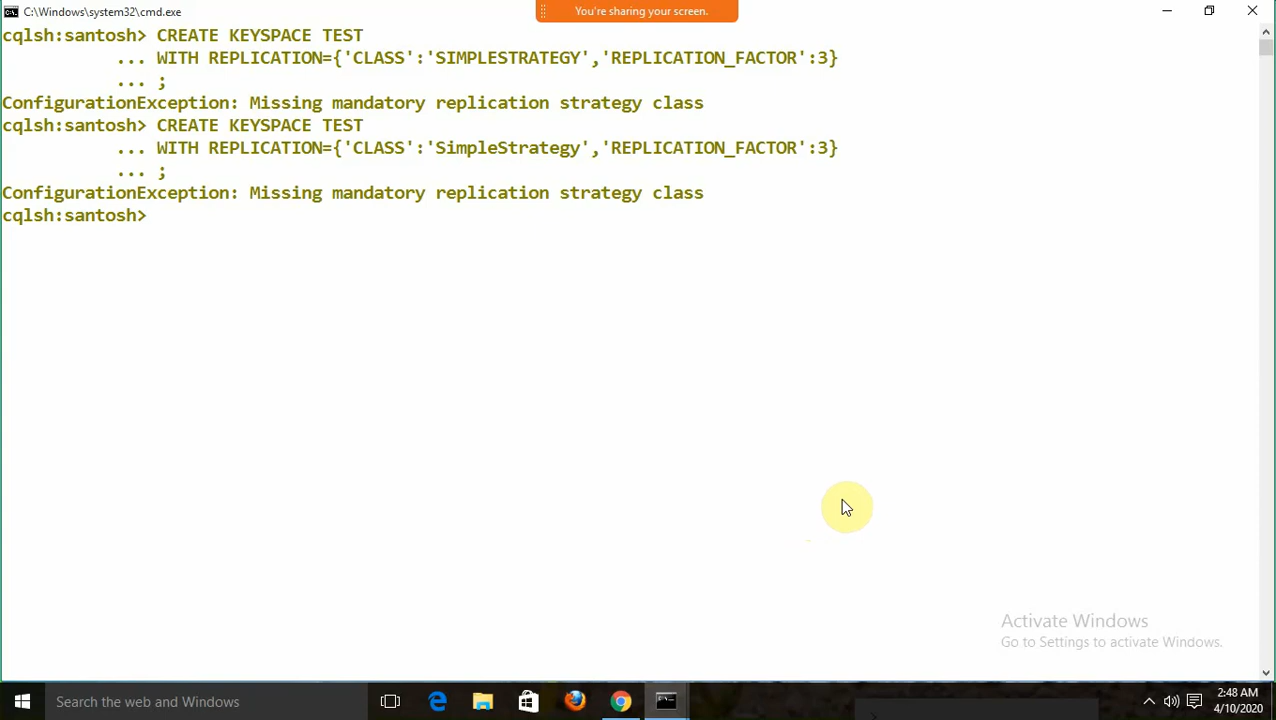 C:\Windows\system32\cmd.exe
You're sharing your screen.
cqlsh:santosh> CREATE KEYSPACE TEST
... WITH REPLICATION={'CLASS':'SIMPLESTRATEGY','REPLICATION_FACTOR':3}
... ;
ConfigurationException: Missing mandatory replication strategy class
cqlsh:santosh> CREATE KEYSPACE TEST
... WITH REPLICATION={'CLASS':'SimpleStrategy','REPLICATION_FACTOR':3}
... ;
ConfigurationException: Missing mandatory replication strategy class
cqlsh:santosh>
Activate Windows
Go to Settings to activate Windows.
Search the web and Windows
2:48 AM
4/10/2020